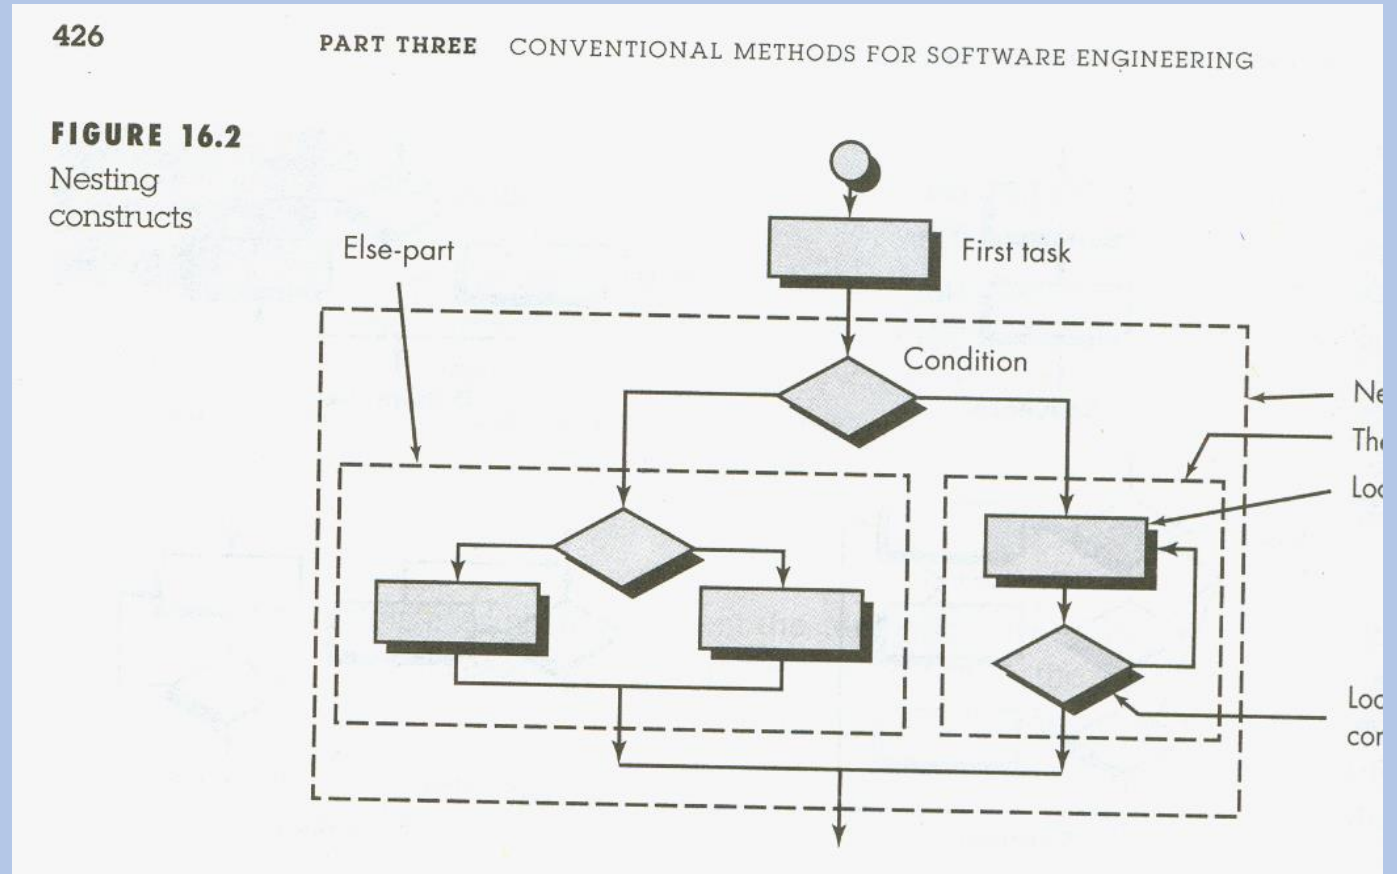 426
PART THREE CONVENTIONAL METHODS FOR SOFTWARE ENGINEERING
FIGURE 16.2
Nesting
constructs
Else-part
First task
Condition